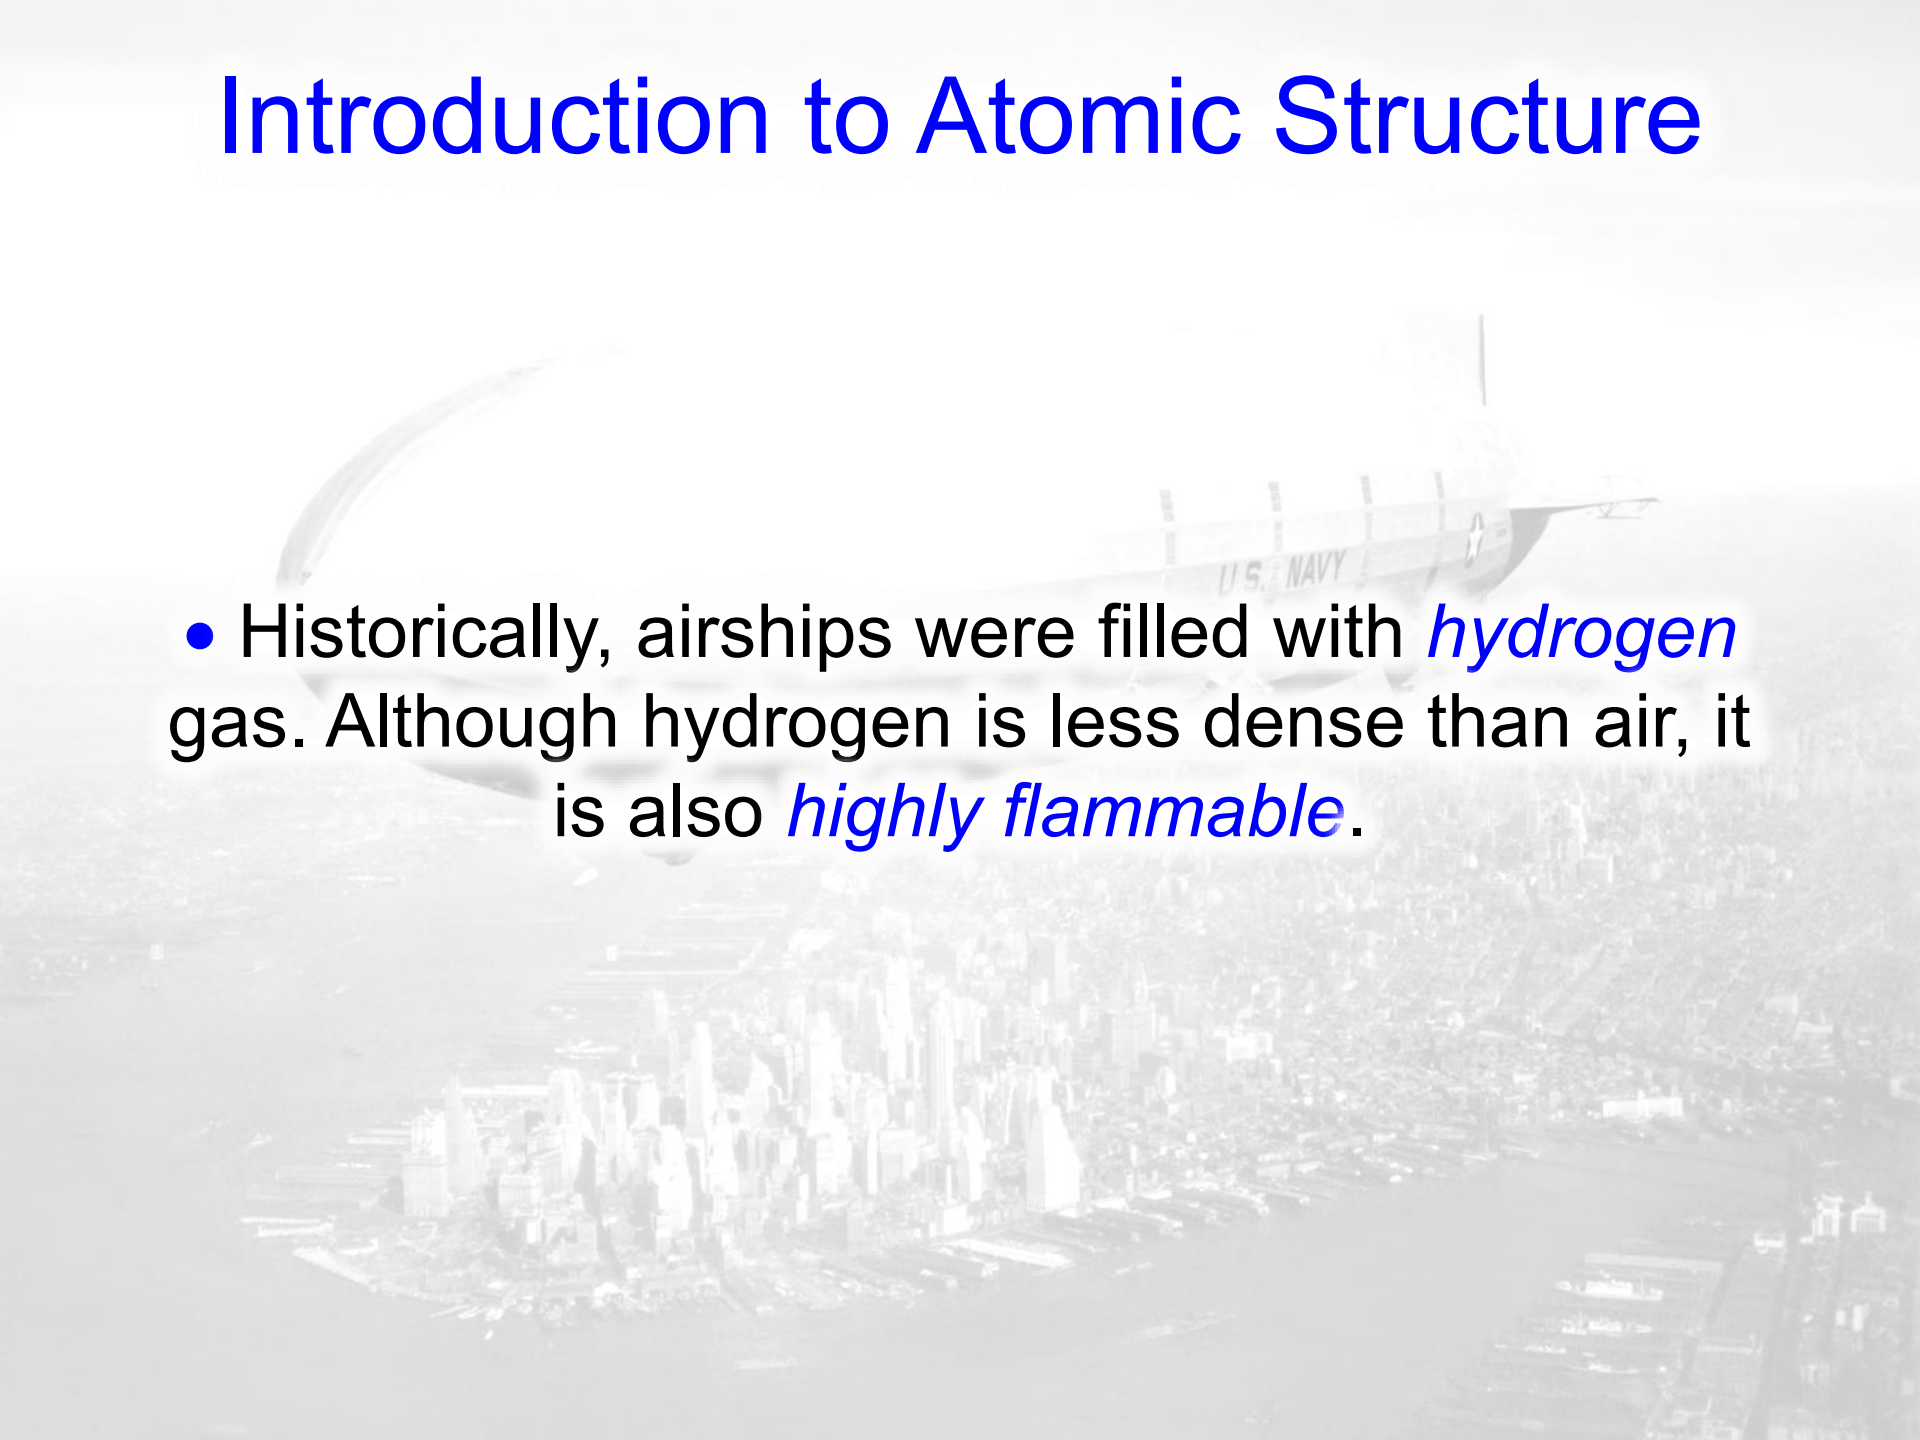 Introduction to Atomic Structure
U.S. NAVY
• Historically, airships were filled with hydrogen
gas. Although hydrogen is less dense than air, it
is also highly flammable.